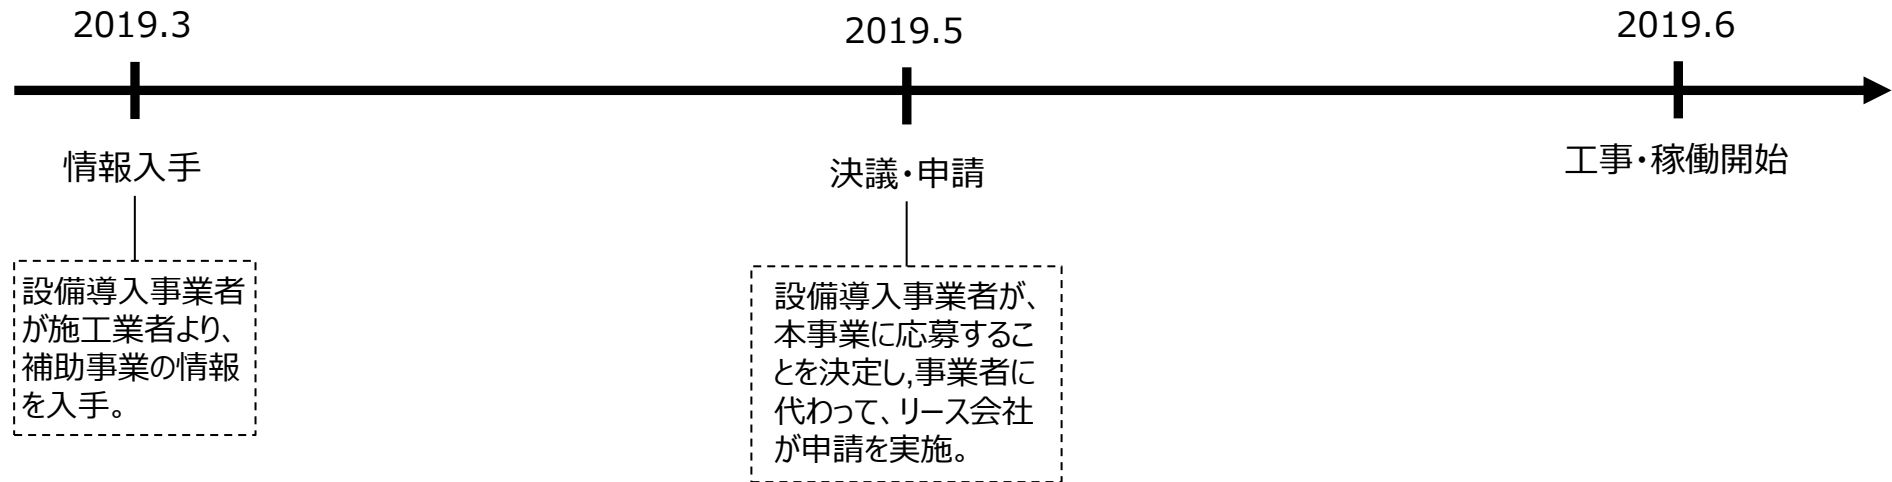 2019.3
2019.5
2019.6
情報入手
決議・申請
工事・稼働開始
設備導入事業者
が施工業者より、
補助事業の情報
を入手。
設備導入事業者が、
本事業に応募するこ
とを決定し,事業者に
代わって、リース会社
が申請を実施。